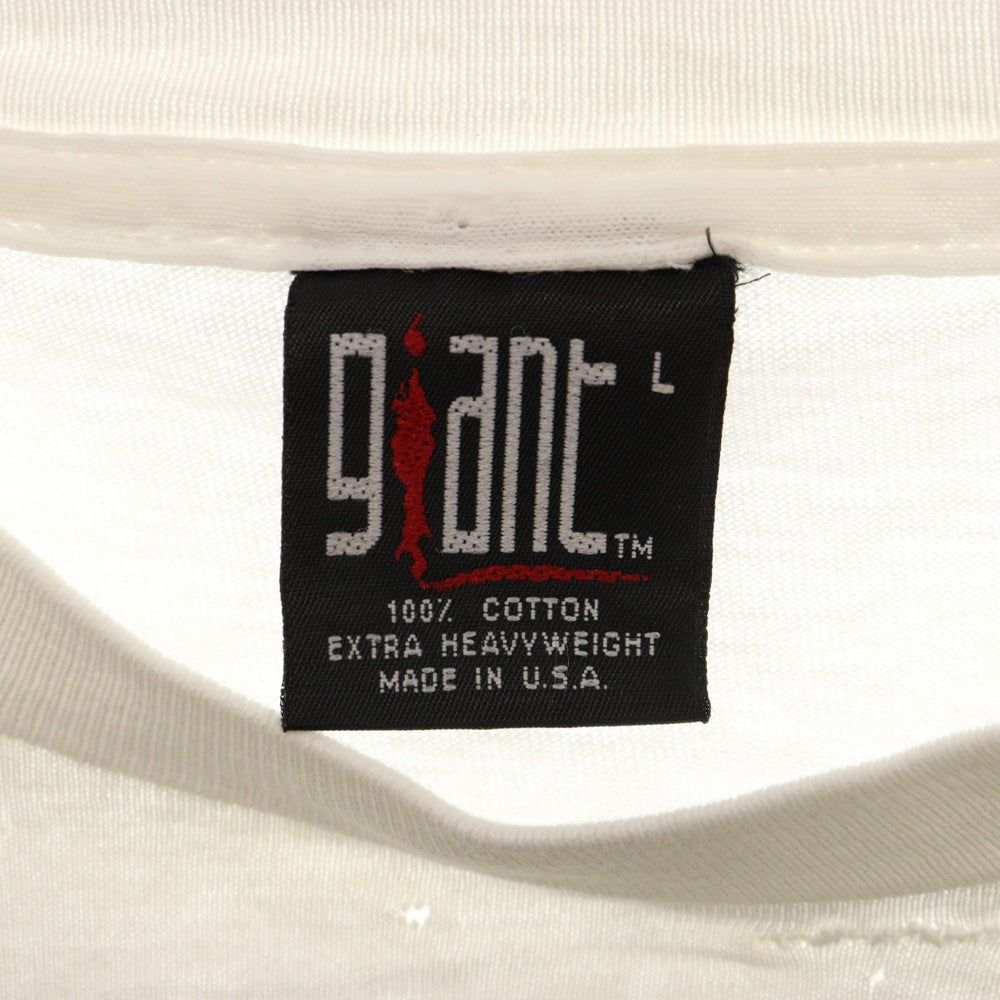 giant L
TM
100% COTTON
EXTRA HEAVYWEIGHT
MADE IN U.S.A.